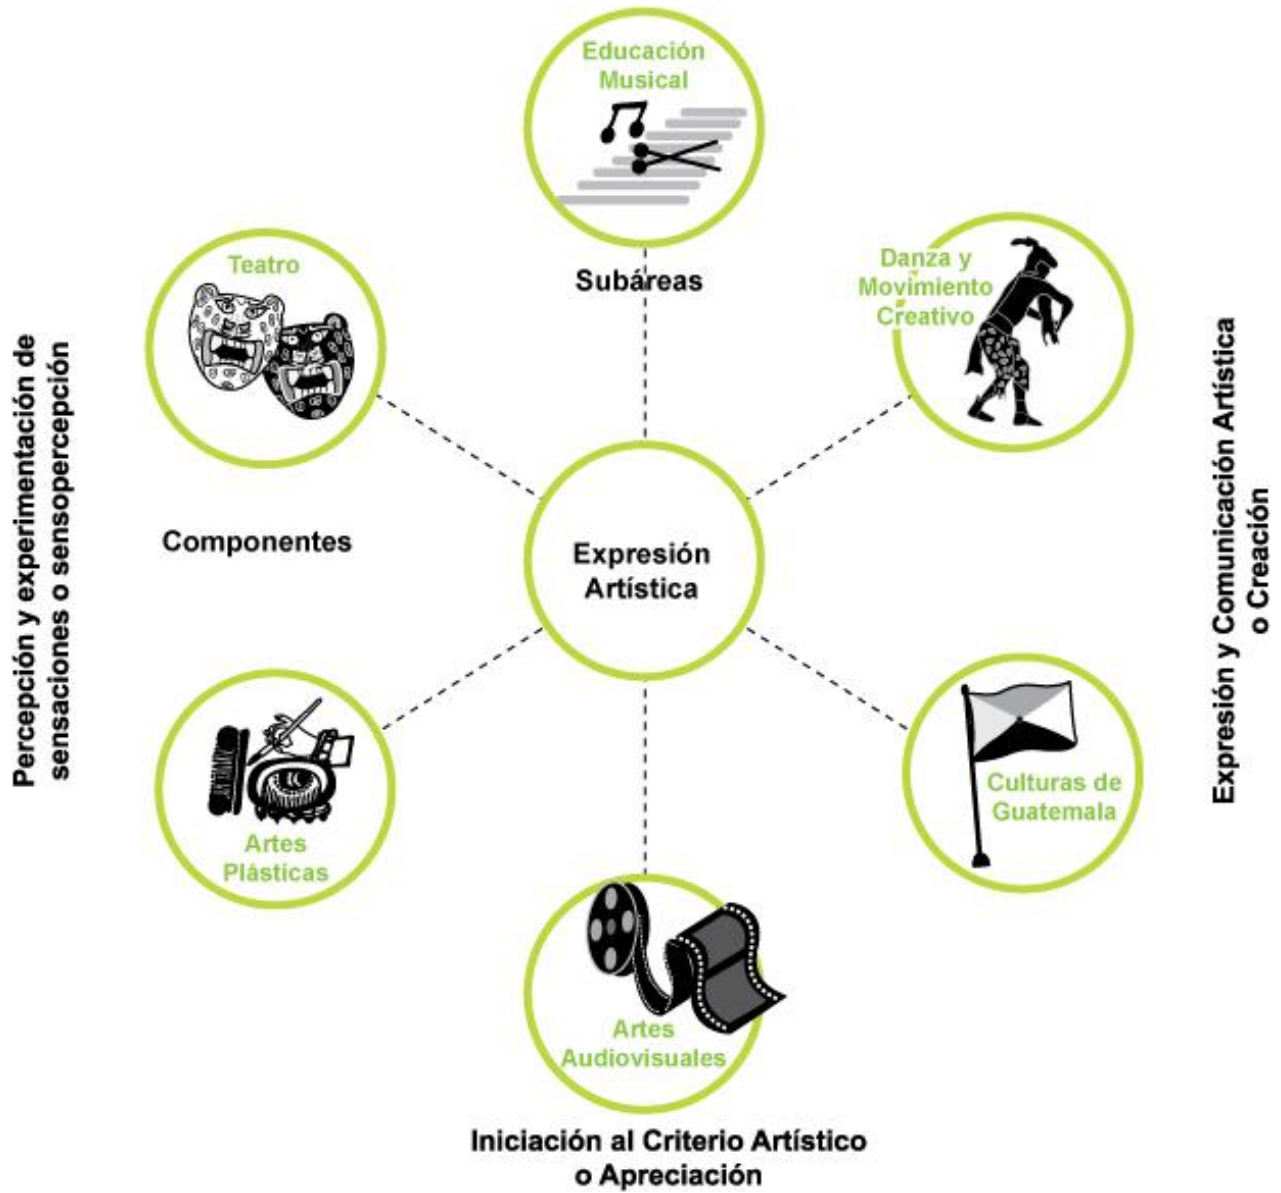 Educación
Musical
Subáreas
Teatro
Danza y
Movimiento
Creativo
Percepción y experimentación de
sensaciones o sensopercepción
Componentes
Expresión
Artística
Expresión y Comunicación Artística
o Creación
Artes
Plásticas
Culturas de
Guatemala
Artes
Audiovisuales
Iniciación al Criterio Artístico
o Apreciación